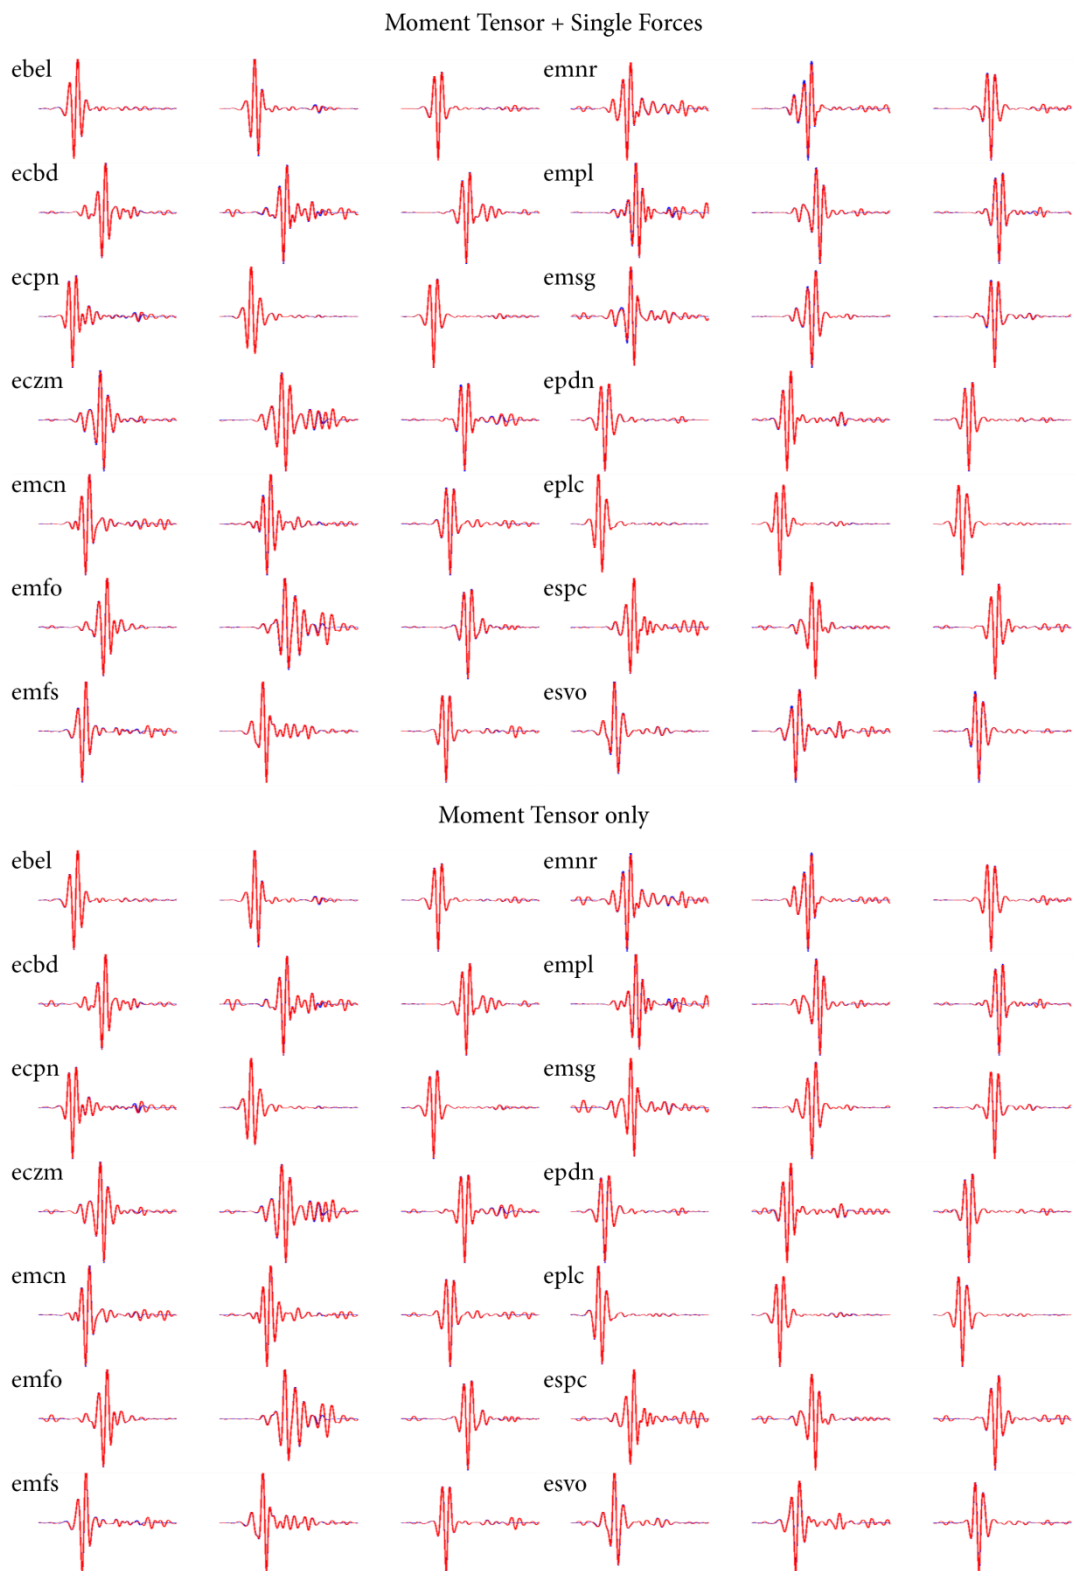 Moment Tensor + Single Forces
ebel
emnr
ecbd
empl
ecpn
emsg
eczm
epdn
emcn
eplc
emfo
espc
emfs
esvo
Moment Tensor only
ebel
emnr
ecbd
empl
ecpn
emsg
eczm
epdn
emcn
eplc
emfo
espc
emfs
esvo